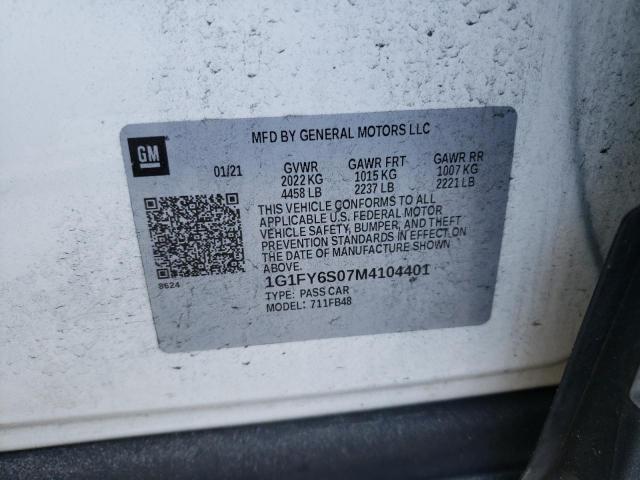 MFD BY GENERAL MOTORS LLC
GM
01/21 GVWR GAWR FRT GAWR RR
2022 KG 1015 KG 1007 KG
4458 LB 2237 LB 2221 LB
THIS VEHICLE CONFORMS TO ALL
APPLICABLE U.S. FEDERAL MOTOR
VEHICLE SAFETY, BUMPER, AND THEFT
PREVENTION STANDARDS IN EFFECT ON
THE DATE OF MANUFACTURE SHOWN
ABOVE.
8624
1G1FY6S07M4104401
TYPE: PASS CAR
MODEL: 711FB48